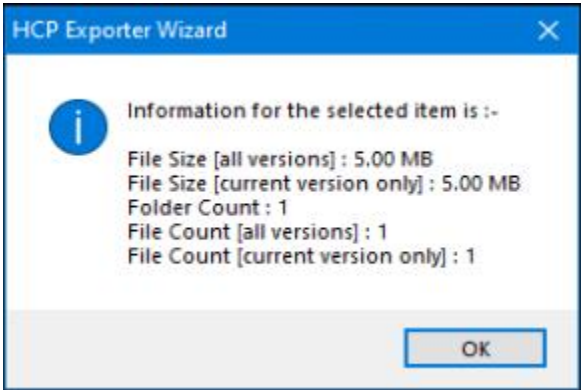 HCP Exporter Wizard
Information for the selected item is :-
File Size [all versions] : 5.00 MB
File Size [current version only] : 5.00 MB
Folder Count : 1
File Count [all versions] : 1
File Count [current version only] : 1
OK